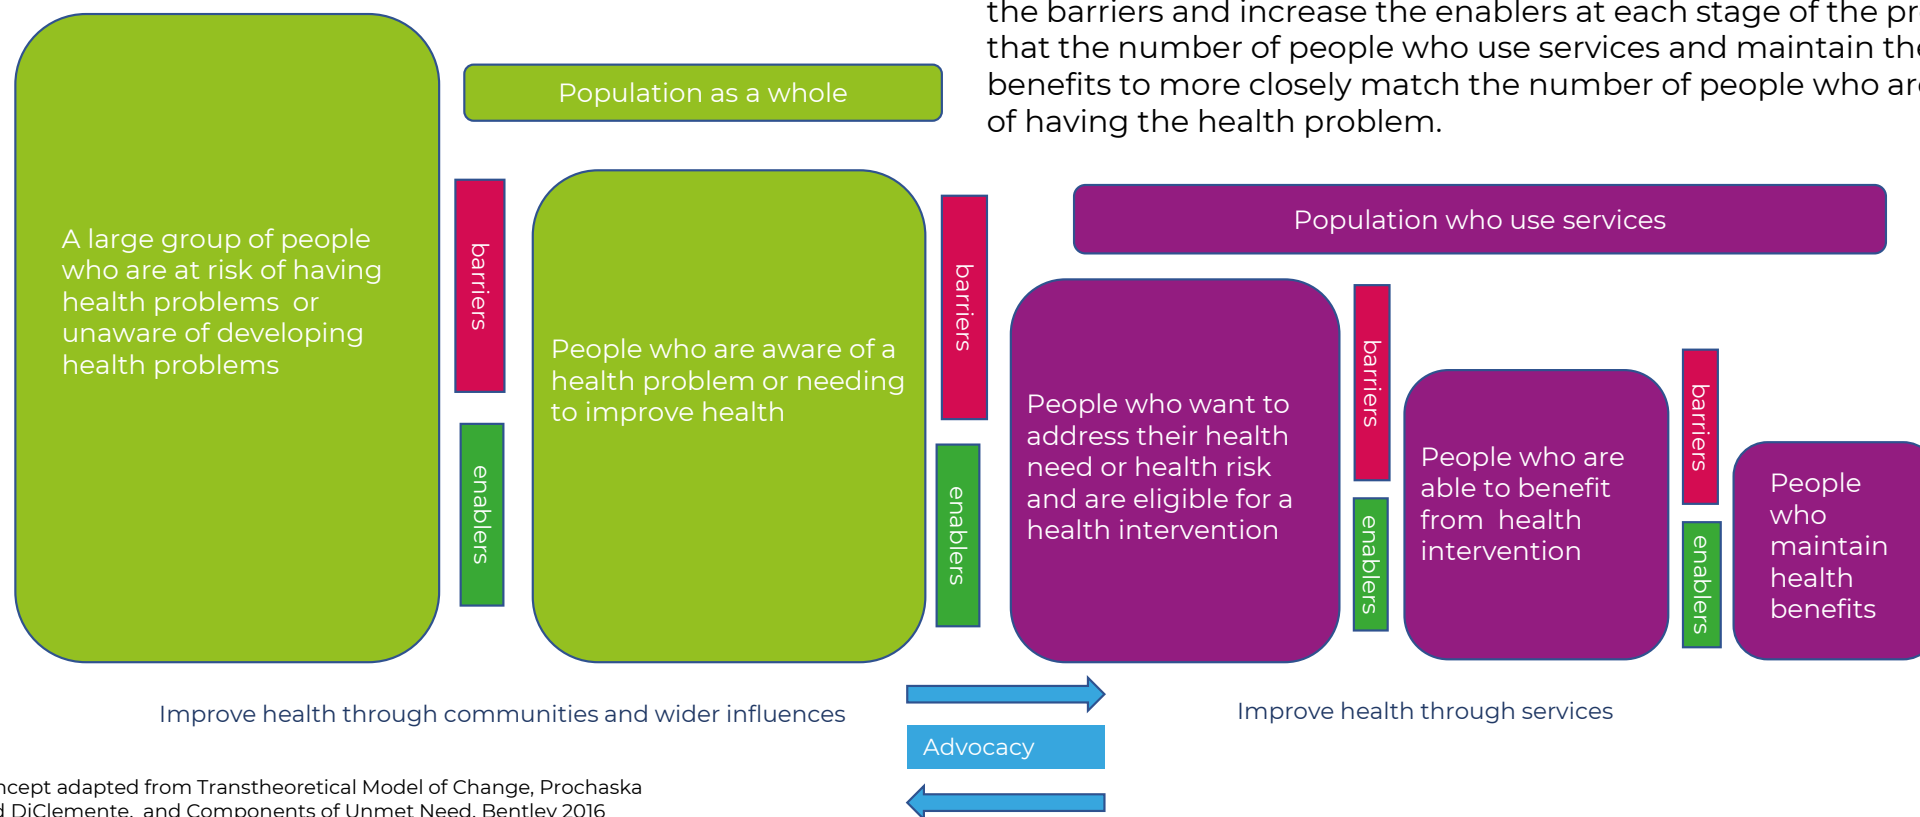 the barriers and increase the enablers at each stage of the
that the number of people who use services and maintain
benefits to more closely match the number of people who
of having the health problem.
Population as a whole
Population who use services
A large group of people
who are at risk of having
health problems or
unaware of developing
health problems
barriers
enablers
People who are aware of a
health problem or needing
to improve health
barriers
enablers
People who want to
address their health
need or health risk
and are eligible for a
health intervention
barriers
enablers
People who are
able to benefit
from health
intervention
barriers
enablers
People
who
maintain
health
benefits
Improve health through communities and wider influences
Advocacy
Improve health through services
adapted from Transtheoretical Model of Change, Prochaska
DiClemente, and Components of Unmet Need, Bentley 2016